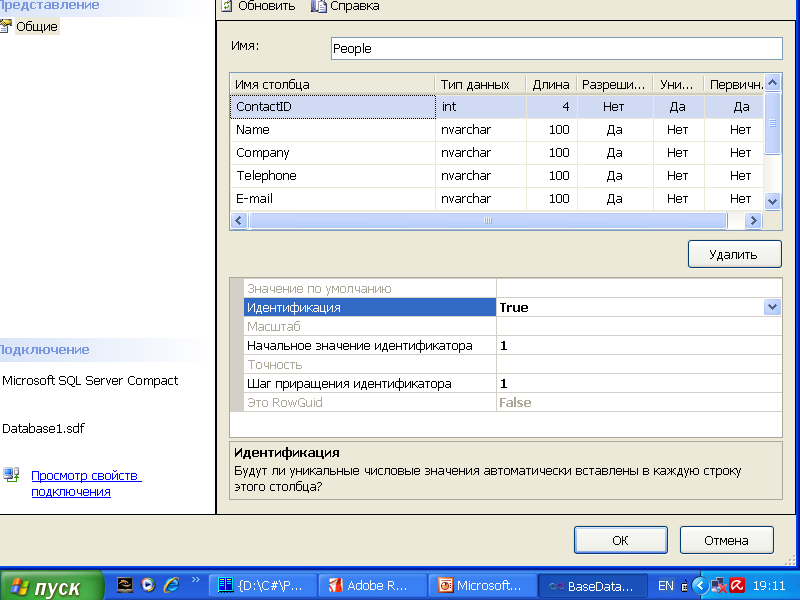 Представление
Обновить Справка
Общие
Имя: People
Имя столбца Тип данных Длина Разреши... Уни... Первичн.
ContactID int 4 Нет Да Да
Name nvarchar 100 Да Нет Нет
Company nvarchar 100 Да Нет Нет
Telephone nvarchar 100 Да Нет Нет
E-mail nvarchar 100 Да Нет Нет
Удалить
Значение по умолчанию
Идентификация True
Масштаб
Начальное значение идентификатора 1
Точность
Шаг приращения идентификатора 1
Это RowGuid False
Идентификация
Будут ли уникальные числовые значения автоматически вставлены в каждую строку
этого столбца?
Подключение
Microsoft SQL Server Compact
Database1.sdf
Просмотр свойств
подключения
ОК Отмена
пуск » {D:\C#\P... Adobe R... Microsoft... BaseData... EN 19:11